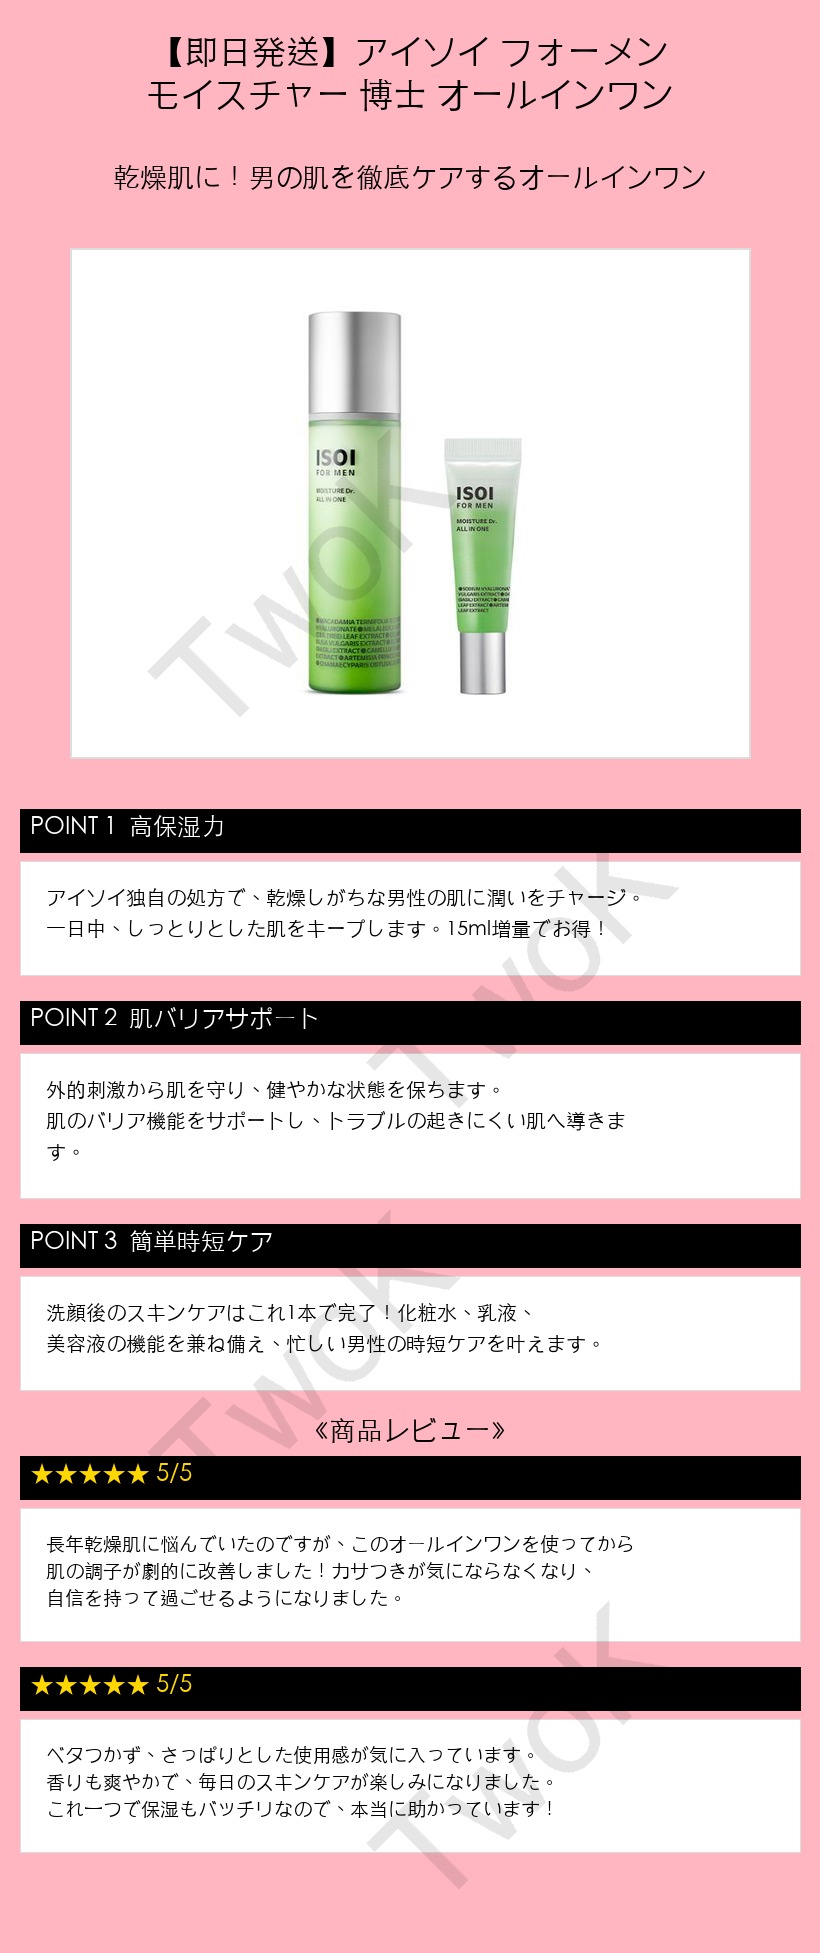 【即日発送】アイソイ フォーメン
モイスチャー 博士 オールインワン
乾燥肌に！男の肌を徹底ケアするオールインワン
ISOI
FOR MEN
MOISTURE Dr.
ALL IN ONE
ISOI
FOR MEN
MOISTURE Dr.
ALL IN ONE
TwoK
POINT 1 高保湿力
アイソイ独自の処方で、乾燥しがちな男性の肌に潤いをチャージ。
一日中、しっとりとした肌をキープします。15ml増量でお得！
TwoK
POINT 2 肌バリアサポート
外的刺激から肌を守り、健やかな状態を保ちます。
肌のバリア機能をサポートし、トラブルの起きにくい肌へ導きま
す。
POINT 3 簡単時短ケア
洗顔後のスキンケアはこれ1本で完了！化粧水、乳液、
美容液の機能を兼ね備え、忙しい男性の時短ケアを叶えます。
TwoK
《商品レビュー》
★★★★★ 5/5
長年乾燥肌に悩んでいたのですが、このオールインワンを使ってから
肌の調子が劇的に改善しました！カサつきが気にならなくなり、
自信を持って過ごせるようになりました。
★★★★★ 5/5
ベタつかず、さっぱりとした使用感が気に入っています。
香りも爽やかで、毎日のスキンケアが楽しみになりました。
これ一つで保湿もバッチリなので、本当に助かっています！
TwoK